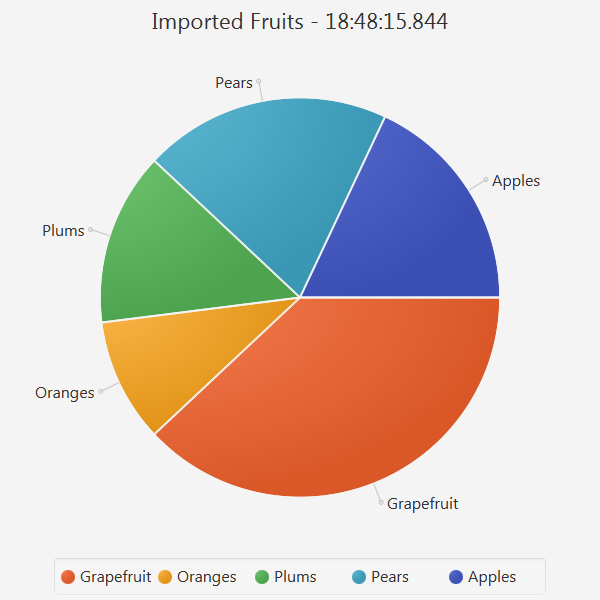 Imported Fruits - 18:48:15.844
Pears
Apples
Plums
Oranges
Grapefruit
Grapefruit Oranges Plums Pears Apples